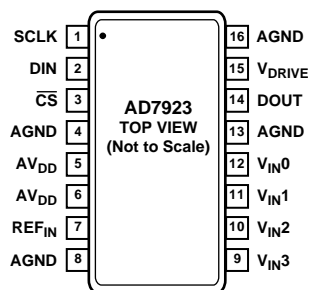 SCLK 1 16 AGND
DIN 2 15 VDRIVE
CS 3 14 DOUT
AGND 4 13 AGND
AVDD 5 12 VIN0
AVDD 6 11 VIN1
REFIN 7 10 VIN2
AGND 8 9 VIN3
AD7923
TOP VIEW
(Not to Scale)